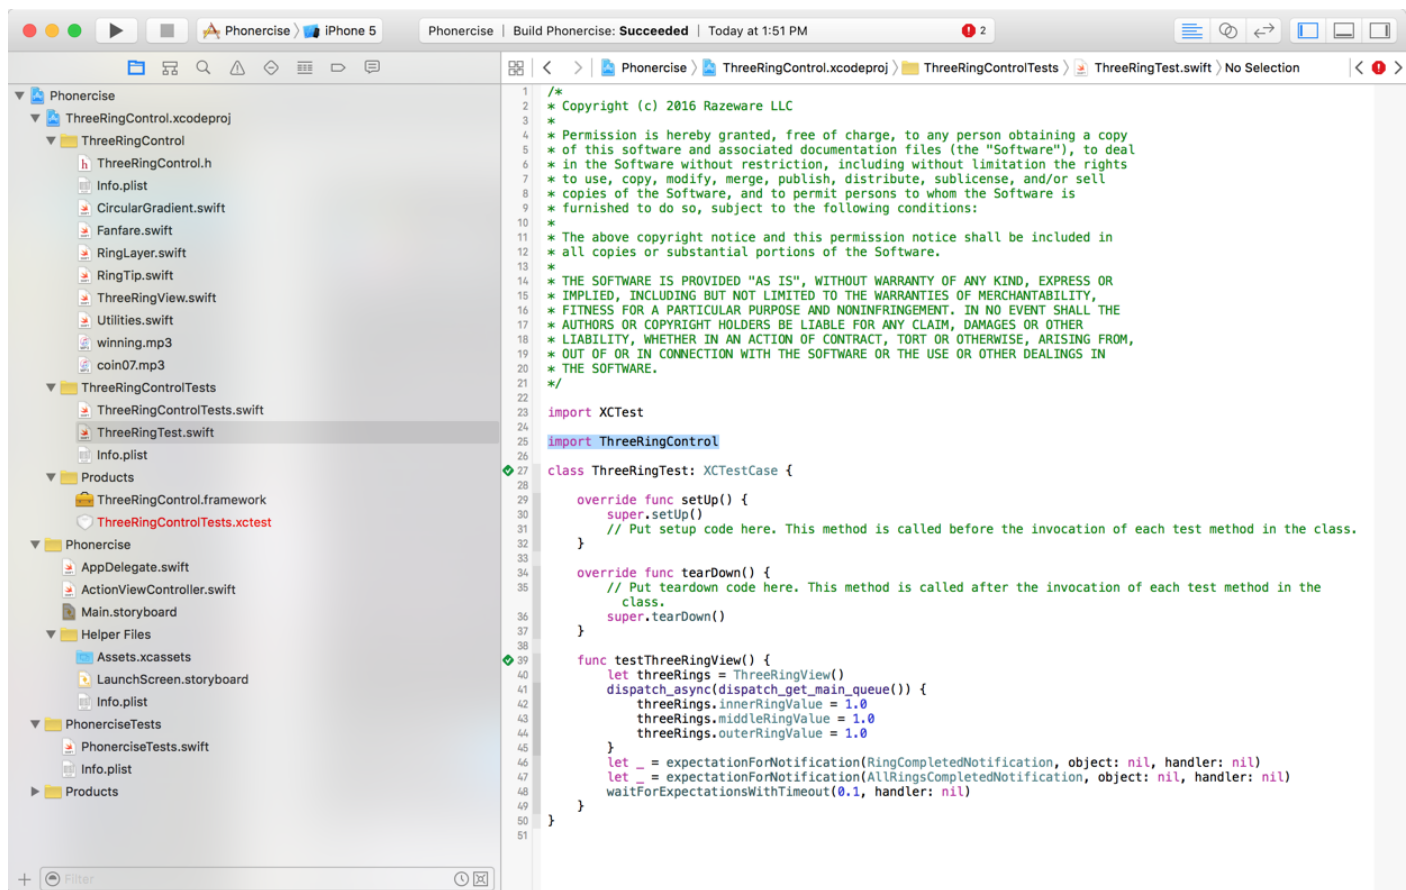 Phonercise 〉 iPhone 5
Phonercise | Build Phonercise: Succeeded | Today at 1:51 PM
2
Phonercise 〉 ThreeRingControl.xcodeproj 〉 ThreeRingControlTests 〉 ThreeRingTest.swift 〉 No Selection
Phonercise
ThreeRingControl.xcodeproj
ThreeRingControl
h ThreeRingControl.h
Info.plist
CircularGradient.swift
Fanfare.swift
RingLayer.swift
RingTip.swift
ThreeRingView.swift
Utilities.swift
winning.mp3
coin07.mp3
ThreeRingControlTests
ThreeRingControlTests.swift
ThreeRingTest.swift
Info.plist
Products
ThreeRingControl.framework
ThreeRingControlTests.xctest
Phonercise
AppDelegate.swift
ActionViewController.swift
Main.storyboard
Helper Files
Assets.xcassets
LaunchScreen.storyboard
Info.plist
PhonerciseTests
PhonerciseTests.swift
Info.plist
Products
Filter
1 /*
2 * Copyright (c) 2016 Razeware LLC
3 *
4 * Permission is hereby granted, free of charge, to any person obtaining a copy
5 * of this software and associated documentation files (the "Software"), to deal
6 * in the Software without restriction, including without limitation the rights
7 * to use, copy, modify, merge, publish, distribute, sublicense, and/or sell
8 * copies of the Software, and to permit persons to whom the Software is
9 * furnished to do so, subject to the following conditions:
10 *
11 * The above copyright notice and this permission notice shall be included in
12 * all copies or substantial portions of the Software.
13 *
14 * THE SOFTWARE IS PROVIDED "AS IS", WITHOUT WARRANTY OF ANY KIND, EXPRESS OR
15 * IMPLIED, INCLUDING BUT NOT LIMITED TO THE WARRANTIES OF MERCHANTABILITY,
16 * FITNESS FOR A PARTICULAR PURPOSE AND NONINFRINGEMENT. IN NO EVENT SHALL THE
17 * AUTHORS OR COPYRIGHT HOLDERS BE LIABLE FOR ANY CLAIM, DAMAGES OR OTHER
18 * LIABILITY, WHETHER IN AN ACTION OF CONTRACT, TORT OR OTHERWISE, ARISING FROM,
19 * OUT OF OR IN CONNECTION WITH THE SOFTWARE OR THE USE OR OTHER DEALINGS IN
20 * THE SOFTWARE.
21 */
22
23 import XCTest
24
25 import ThreeRingControl
26
27 class ThreeRingTest: XCTestCase {
28
29 override func setUp() {
30 super.setUp()
31 // Put setup code here. This method is called before the invocation of each test method in the class.
32 }
33
34 override func tearDown() {
35 // Put teardown code here. This method is called after the invocation of each test method in the
class.
36 super.tearDown()
37 }
38
39 func testThreeRingView() {
40 let threeRings = ThreeRingView()
41 dispatch_async(dispatch_get_main_queue()) {
42 threeRings.innerRingValue = 1.0
43 threeRings.middleRingValue = 1.0
44 threeRings.outerRingValue = 1.0
45 }
46 let _ = expectationForNotification(RingCompletedNotification, object: nil, handler: nil)
47 let _ = expectationForNotification(AllRingsCompletedNotification, object: nil, handler: nil)
48 waitForExpectationsWithTimeout(0.1, handler: nil)
49 }
50 }
51